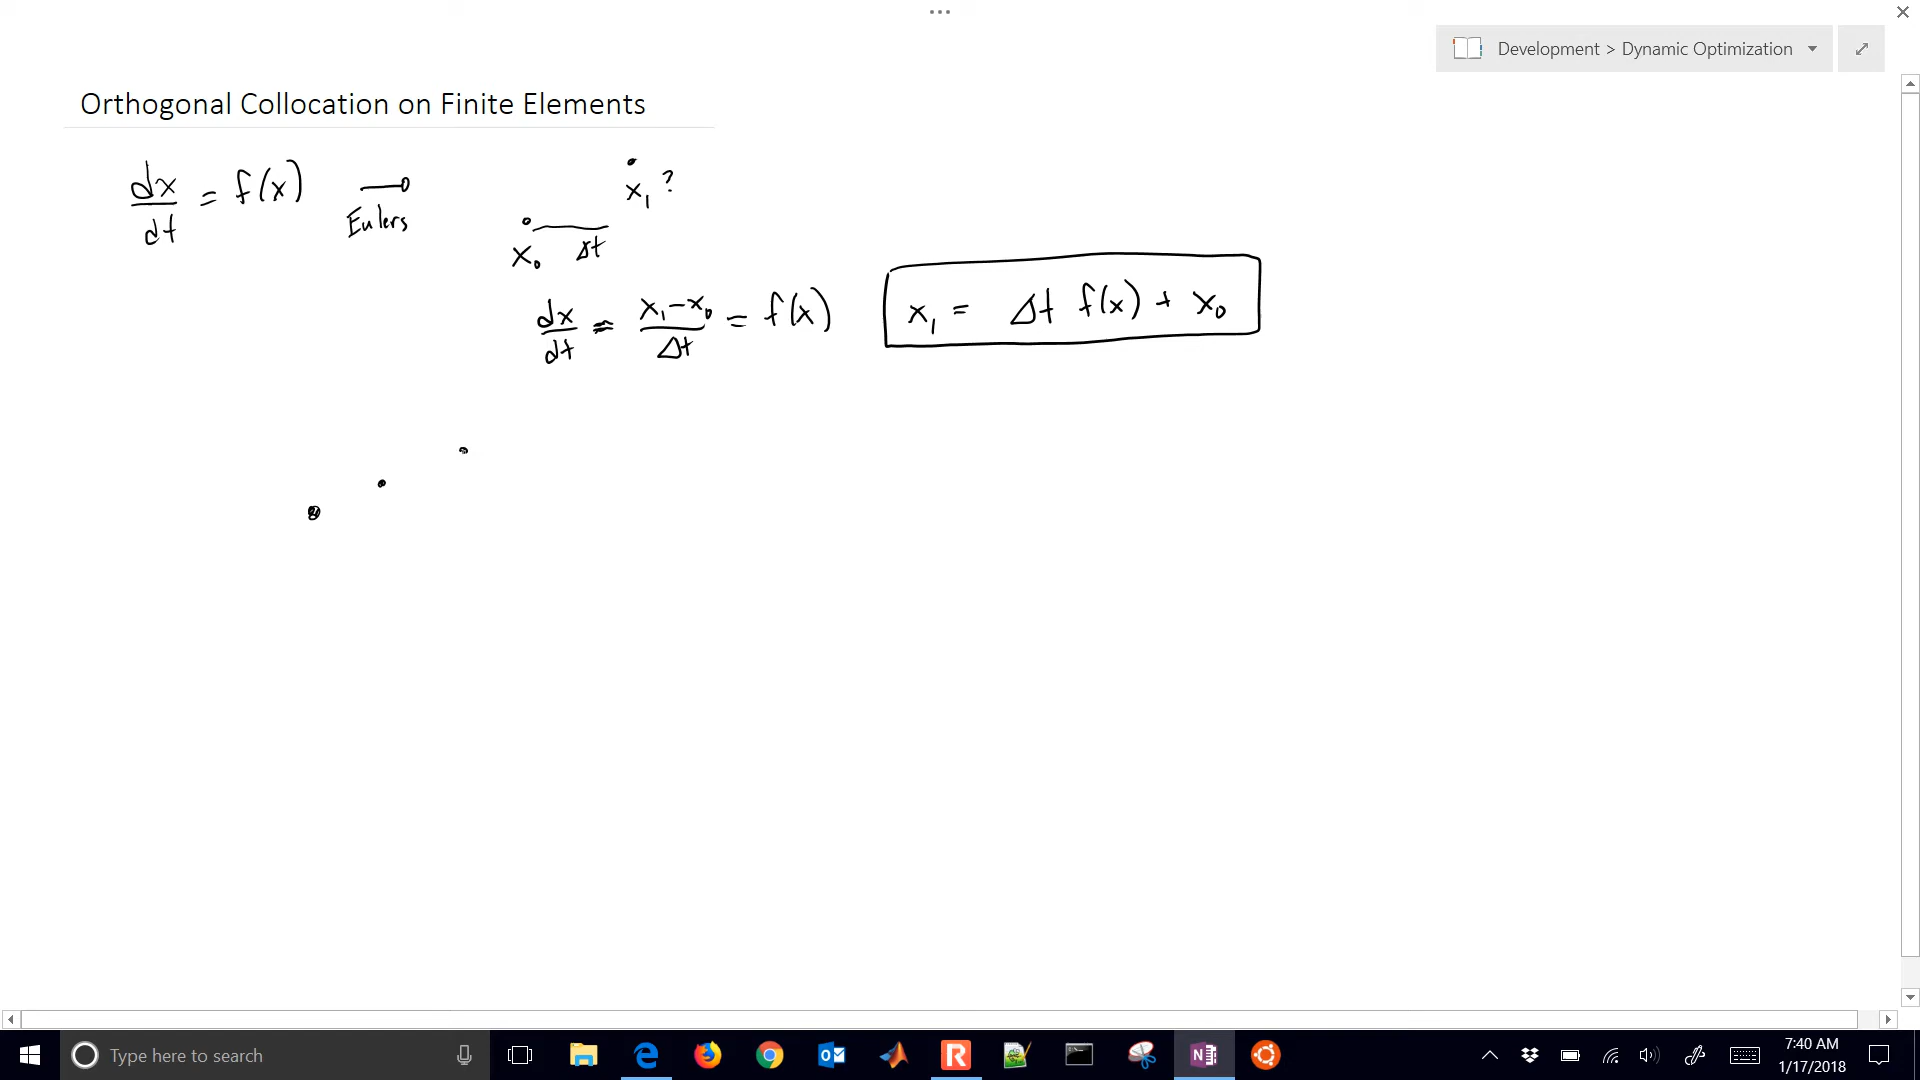 Development > Dynamic Optimization
Orthogonal Collocation on Finite Elements
dx/dt = f(x)
Eulers
x₁ ?
x₀ Δt
dx/dt ≈ (x₁ − x₀)/Δt = f(x)
x₁ = Δt f(x) + x₀
Type here to search
7:40 AM
1/17/2018